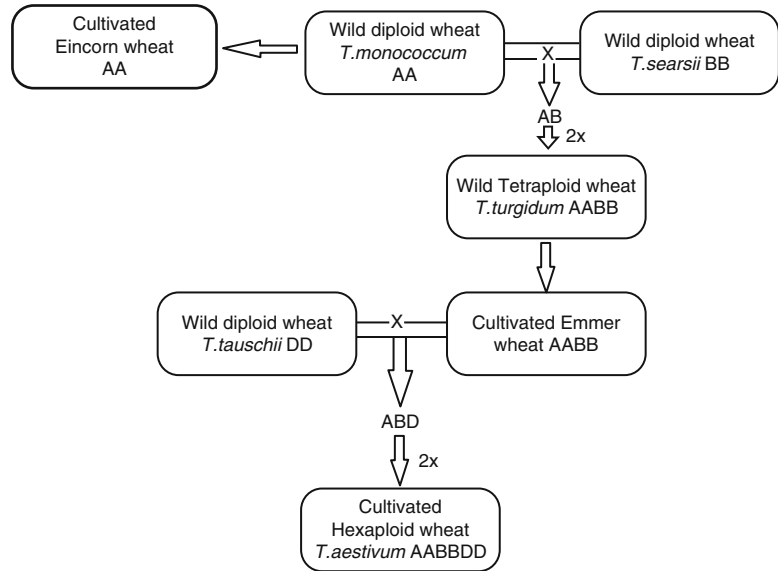 Cultivated
Eincorn wheat
AA
Wild diploid wheat
T.monococcum
AA
X
Wild diploid wheat
T.searsii BB
AB
2x
Wild Tetraploid wheat
T.turgidum AABB
Wild diploid wheat
T.tauschii DD
X
Cultivated Emmer
wheat AABB
ABD
2x
Cultivated
Hexaploid wheat
T.aestivum AABBDD